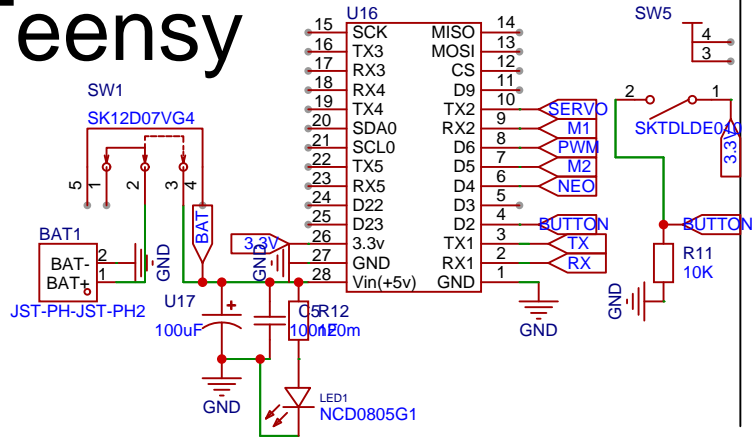 Teensy
U16
15 SCK MISO 14
16 TX3 MOSI 13
17 RX3 CS 12
18 RX4 D9 11
19 TX4 TX2 10 SERVO
20 SDA0 RX2 9 M1
21 SCL0 D6 8 PWM
22 TX5 D5 7 M2
23 RX5 D4 6 NEO
24 D22 D3 5
25 D23 D2 4 BUTTON
26 3.3v TX1 3 TX
27 GND RX1 2 RX
28 Vin(+5v) GND 1
3.3V
GND
GND
SW1
SK12D07VG4
5 1 2 3 4
BAT
BAT1
BAT- 2
BAT+ 1
JST-PH-JST-PH2
GND
U17
100uF
GND
C5
100nF
R12
LED1
NCD0805G1
SW5
4
3
2 1
3.3V
BUTTON
R11
10K
GND